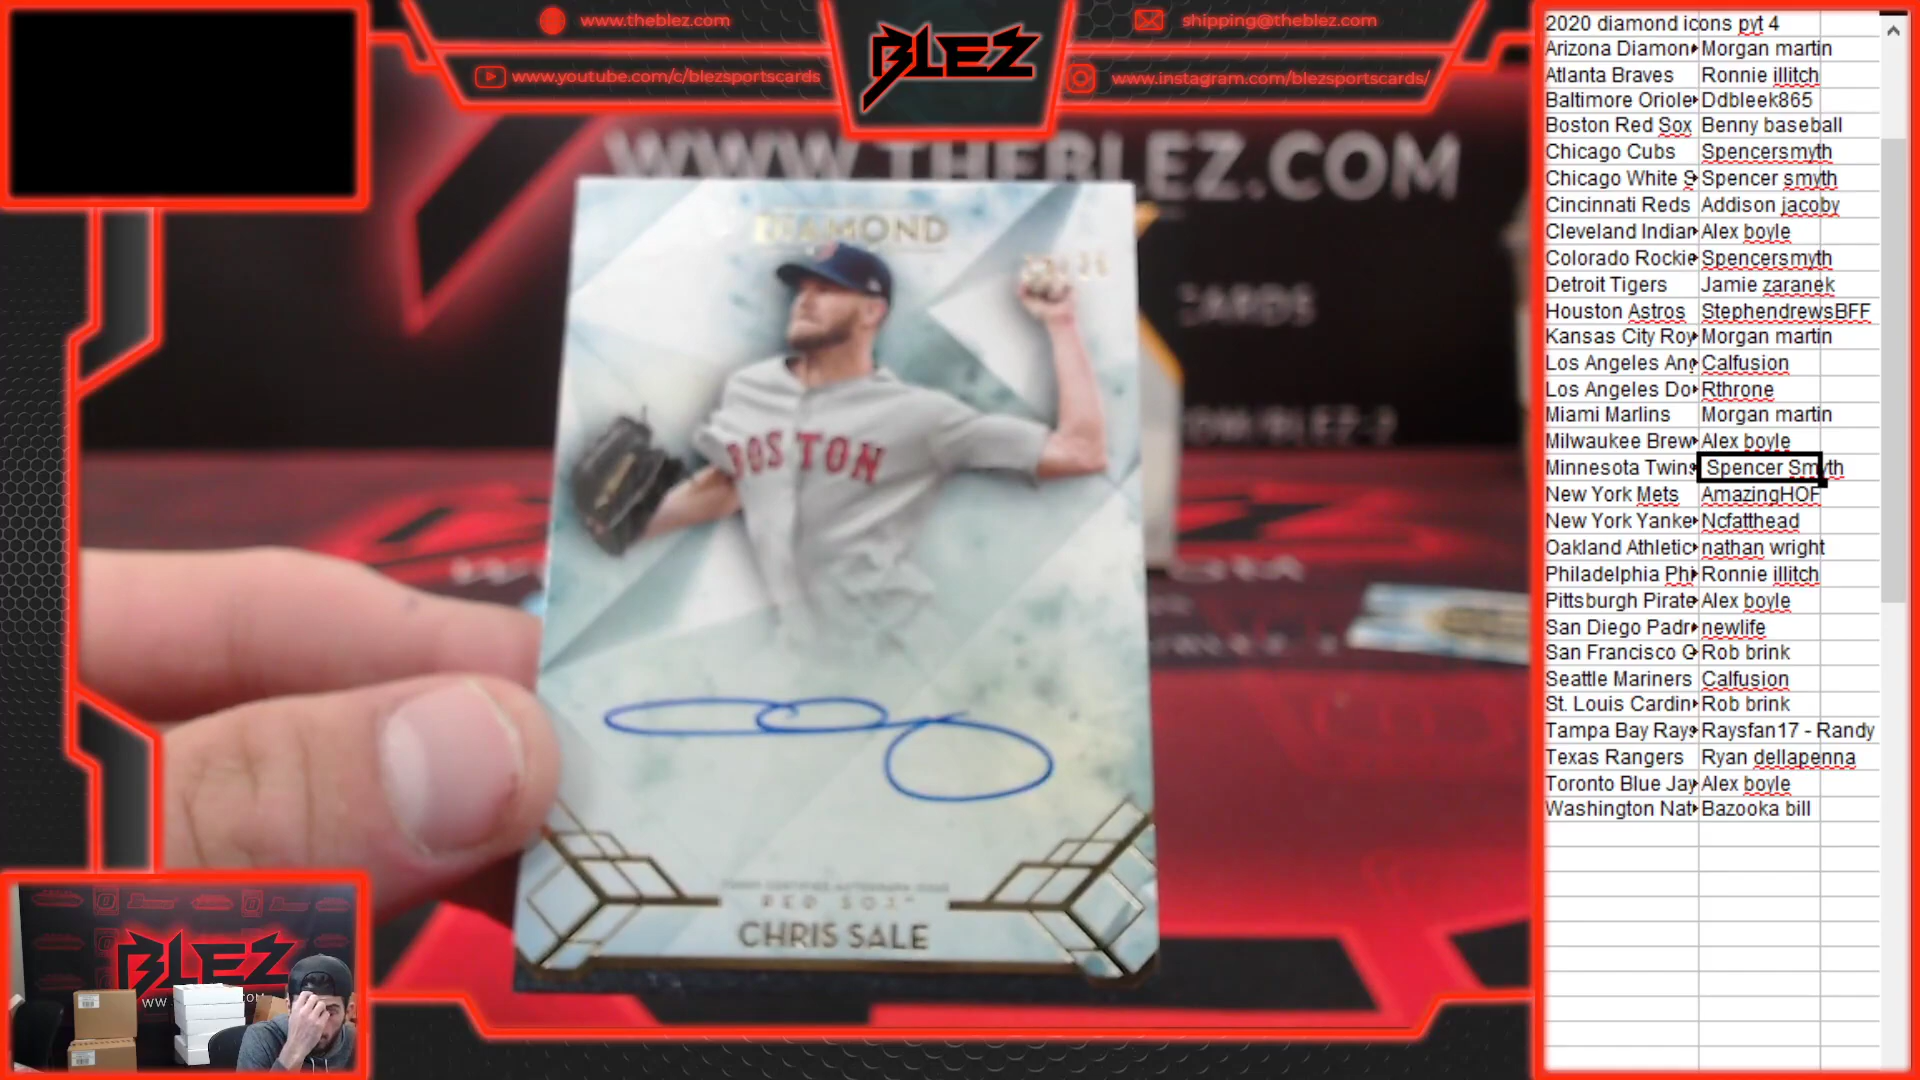 www.theblez.com
www.youtube.com/c/blezsportscards
BLEZ
shipping@theblez.com
www.instagram.com/blezsportscards/
WWW.THEBLEZ.COM
CARDS
DIAMOND
BOSTON
TOPPS CERTIFIED AUTOGRAPH ISSUE
RED SOX™
CHRIS SALE
BLEZ
2020 diamond icons pyt 4
Arizona Diamon Morgan martin
Atlanta Braves Ronnie illitch
Baltimore Oriole Ddbleek865
Boston Red Sox Benny baseball
Chicago Cubs Spencersmyth
Chicago White S Spencer smyth
Cincinnati Reds Addison jacoby
Cleveland Indian Alex boyle
Colorado Rockie Spencersmyth
Detroit Tigers Jamie zaranek
Houston Astros StephendrewsBFF
Kansas City Roy Morgan martin
Los Angeles Ang Calfusion
Los Angeles Do Rthrone
Miami Marlins Morgan martin
Milwaukee Brew Alex boyle
Minnesota Twins Spencer Smyth
New York Mets AmazingHOF
New York Yanke Ncfatthead
Oakland Athletic nathan wright
Philadelphia Phi Ronnie illitch
Pittsburgh Pirate Alex boyle
San Diego Padr newlife
San Francisco G Rob brink
Seattle Mariners Calfusion
St. Louis Cardin Rob brink
Tampa Bay Rays Raysfan17 - Randy
Texas Rangers Ryan dellapenna
Toronto Blue Jay Alex boyle
Washington Nat Bazooka bill